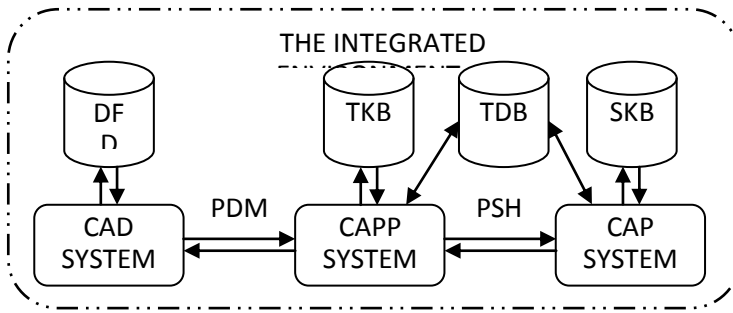 THE INTEGRATED
DF
D
TKB
TDB
SKB
PDM
PSH
CAD
SYSTEM
CAPP
SYSTEM
CAP
SYSTEM